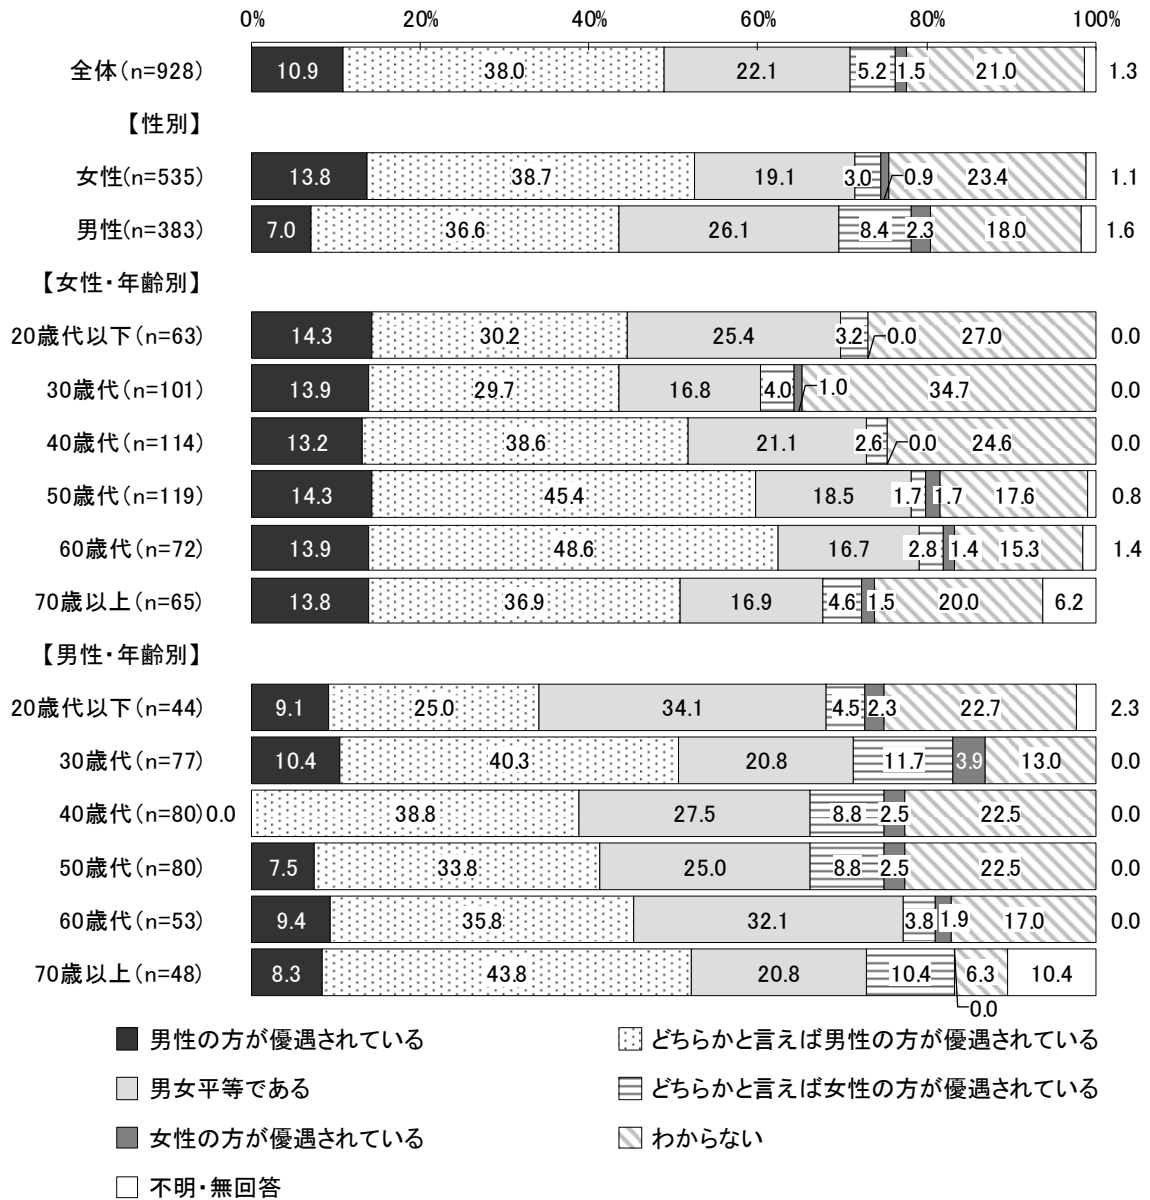 0% 20% 40% 60% 80% 100%
全体(n=928) 10.9 38.0 22.1 5.2 1.5 21.0 1.3
【性別】
女性(n=535) 13.8 38.7 19.1 3.0 0.9 23.4 1.1
男性(n=383) 7.0 36.6 26.1 8.4 2.3 18.0 1.6
【女性・年齢別】
20歳代以下(n=63) 14.3 30.2 25.4 3.2 0.0 27.0 0.0
30歳代(n=101) 13.9 29.7 16.8 4.0 1.0 34.7 0.0
40歳代(n=114) 13.2 38.6 21.1 2.6 0.0 24.6 0.0
50歳代(n=119) 14.3 45.4 18.5 1.7 1.7 17.6 0.8
60歳代(n=72) 13.9 48.6 16.7 2.8 1.4 15.3 1.4
70歳以上(n=65) 13.8 36.9 16.9 4.6 1.5 20.0 6.2
【男性・年齢別】
20歳代以下(n=44) 9.1 25.0 34.1 4.5 2.3 22.7 2.3
30歳代(n=77) 10.4 40.3 20.8 11.7 3.9 13.0 0.0
40歳代(n=80) 0.0 38.8 27.5 8.8 2.5 22.5 0.0
50歳代(n=80) 7.5 33.8 25.0 8.8 2.5 22.5 0.0
60歳代(n=53) 9.4 35.8 32.1 3.8 1.9 17.0 0.0
70歳以上(n=48) 8.3 43.8 20.8 10.4 0.0 6.3 10.4
男性の方が優遇されている どちらかと言えば男性の方が優遇されている
男女平等である どちらかと言えば女性の方が優遇されている
女性の方が優遇されている わからない
不明・無回答